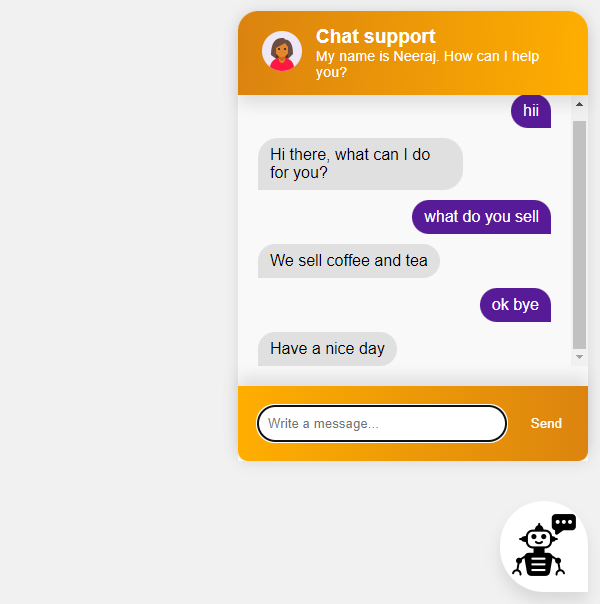 Chat support
My name is Neeraj. How can I help
you?
hii
Hi there, what can I do
for you?
what do you sell
We sell coffee and tea
ok bye
Have a nice day
Write a message...
Send